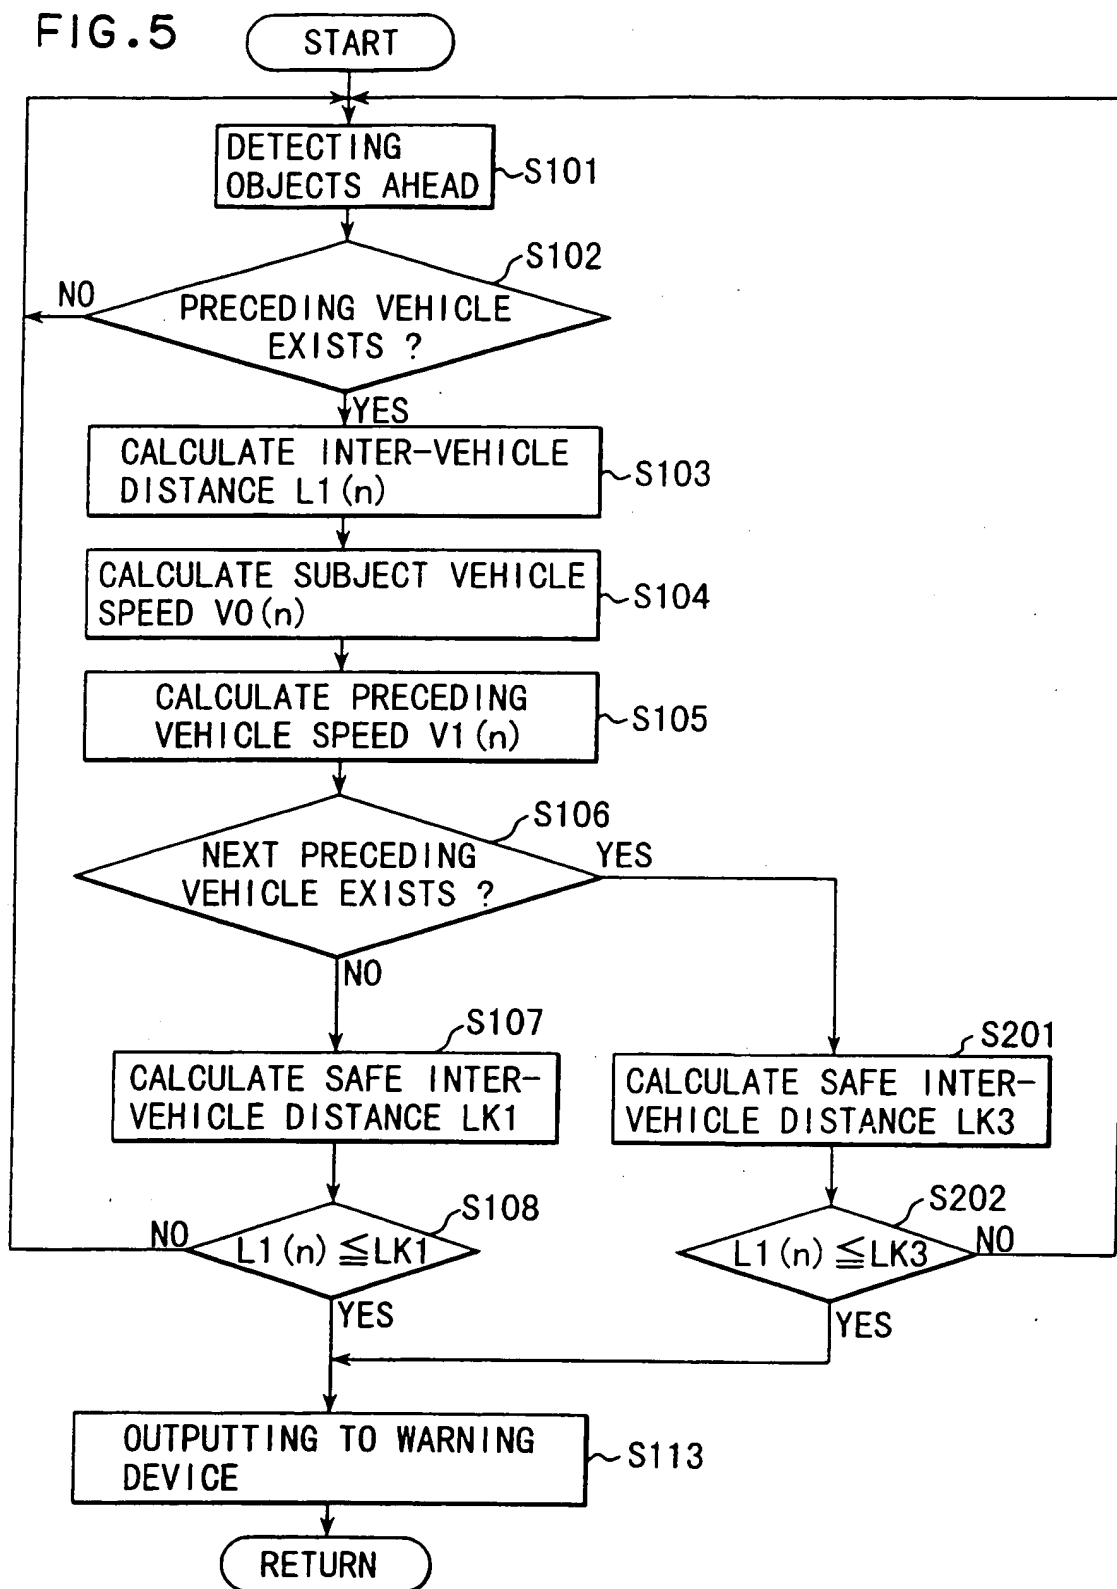 FIG.5
START
DETECTING
OBJECTS AHEAD
S101
S102
NO
PRECEDING VEHICLE
EXISTS ?
YES
CALCULATE INTER-VEHICLE
DISTANCE L1(n)
S103
CALCULATE SUBJECT VEHICLE
SPEED V0(n)
S104
CALCULATE PRECEDING
VEHICLE SPEED V1(n)
S105
S106
NEXT PRECEDING
VEHICLE EXISTS ?
YES
NO
S107
CALCULATE SAFE INTER-
VEHICLE DISTANCE LK1
S201
CALCULATE SAFE INTER-
VEHICLE DISTANCE LK3
S108
NO
L1(n)≦LK1
YES
S202
L1(n)≦LK3
NO
YES
OUTPUTTING TO WARNING
DEVICE
S113
RETURN